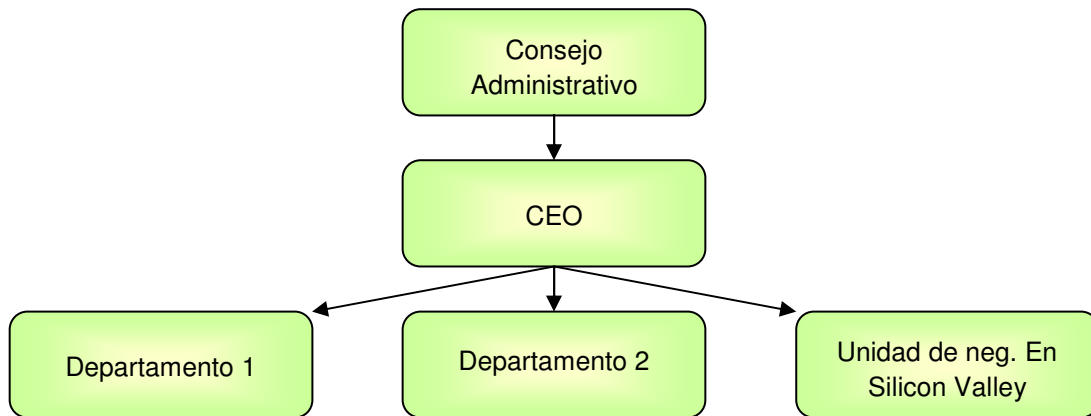 Consejo
Administrativo
CEO
Departamento 1
Departamento 2
Unidad de neg. En
Silicon Valley